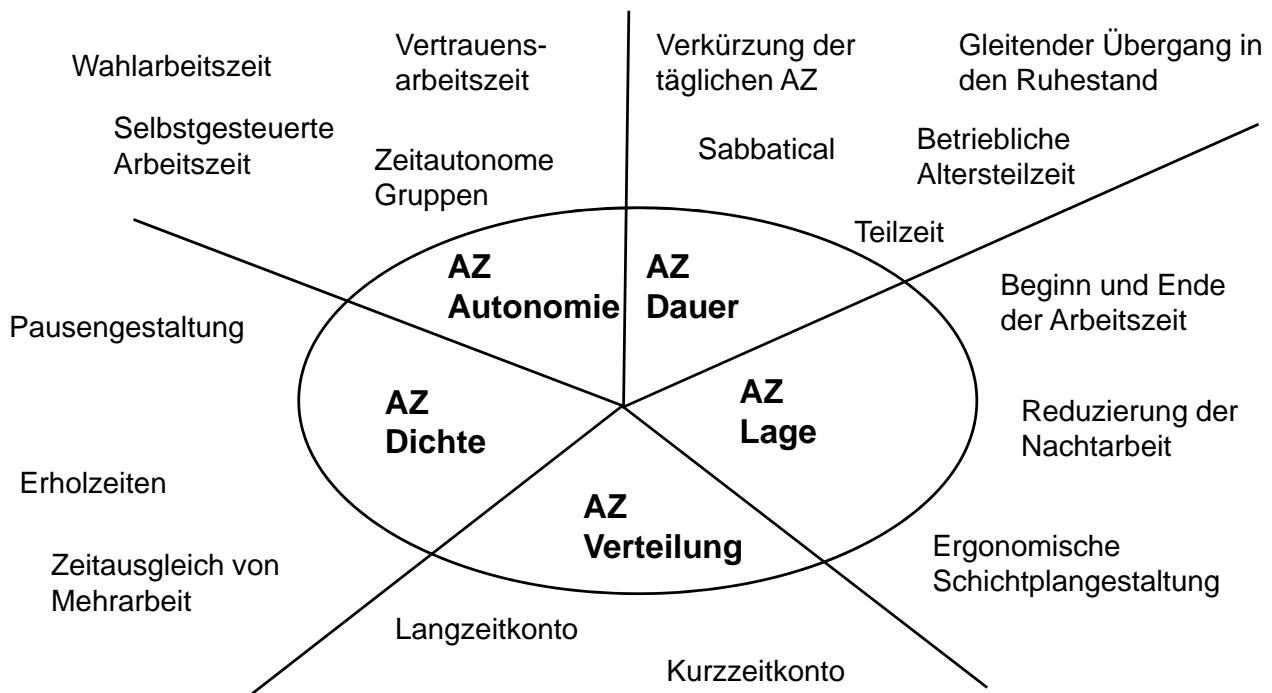 Wahlarbeitszeit
Vertrauens-
arbeitszeit
Selbstgesteuerte
Arbeitszeit
Zeitautonome
Gruppen
Verkürzung der
täglichen AZ
Gleitender Übergang in
den Ruhestand
Sabbatical
Betriebliche
Altersteilzeit
Teilzeit
AZ
Autonomie
AZ
Dauer
Beginn und Ende
der Arbeitszeit
Pausengestaltung
AZ
Dichte
AZ
Lage
Reduzierung der
Nachtarbeit
Erholzeiten
AZ
Verteilung
Zeitausgleich von
Mehrarbeit
Ergonomische
Schichtplangestaltung
Langzeitkonto
Kurzzeitkonto